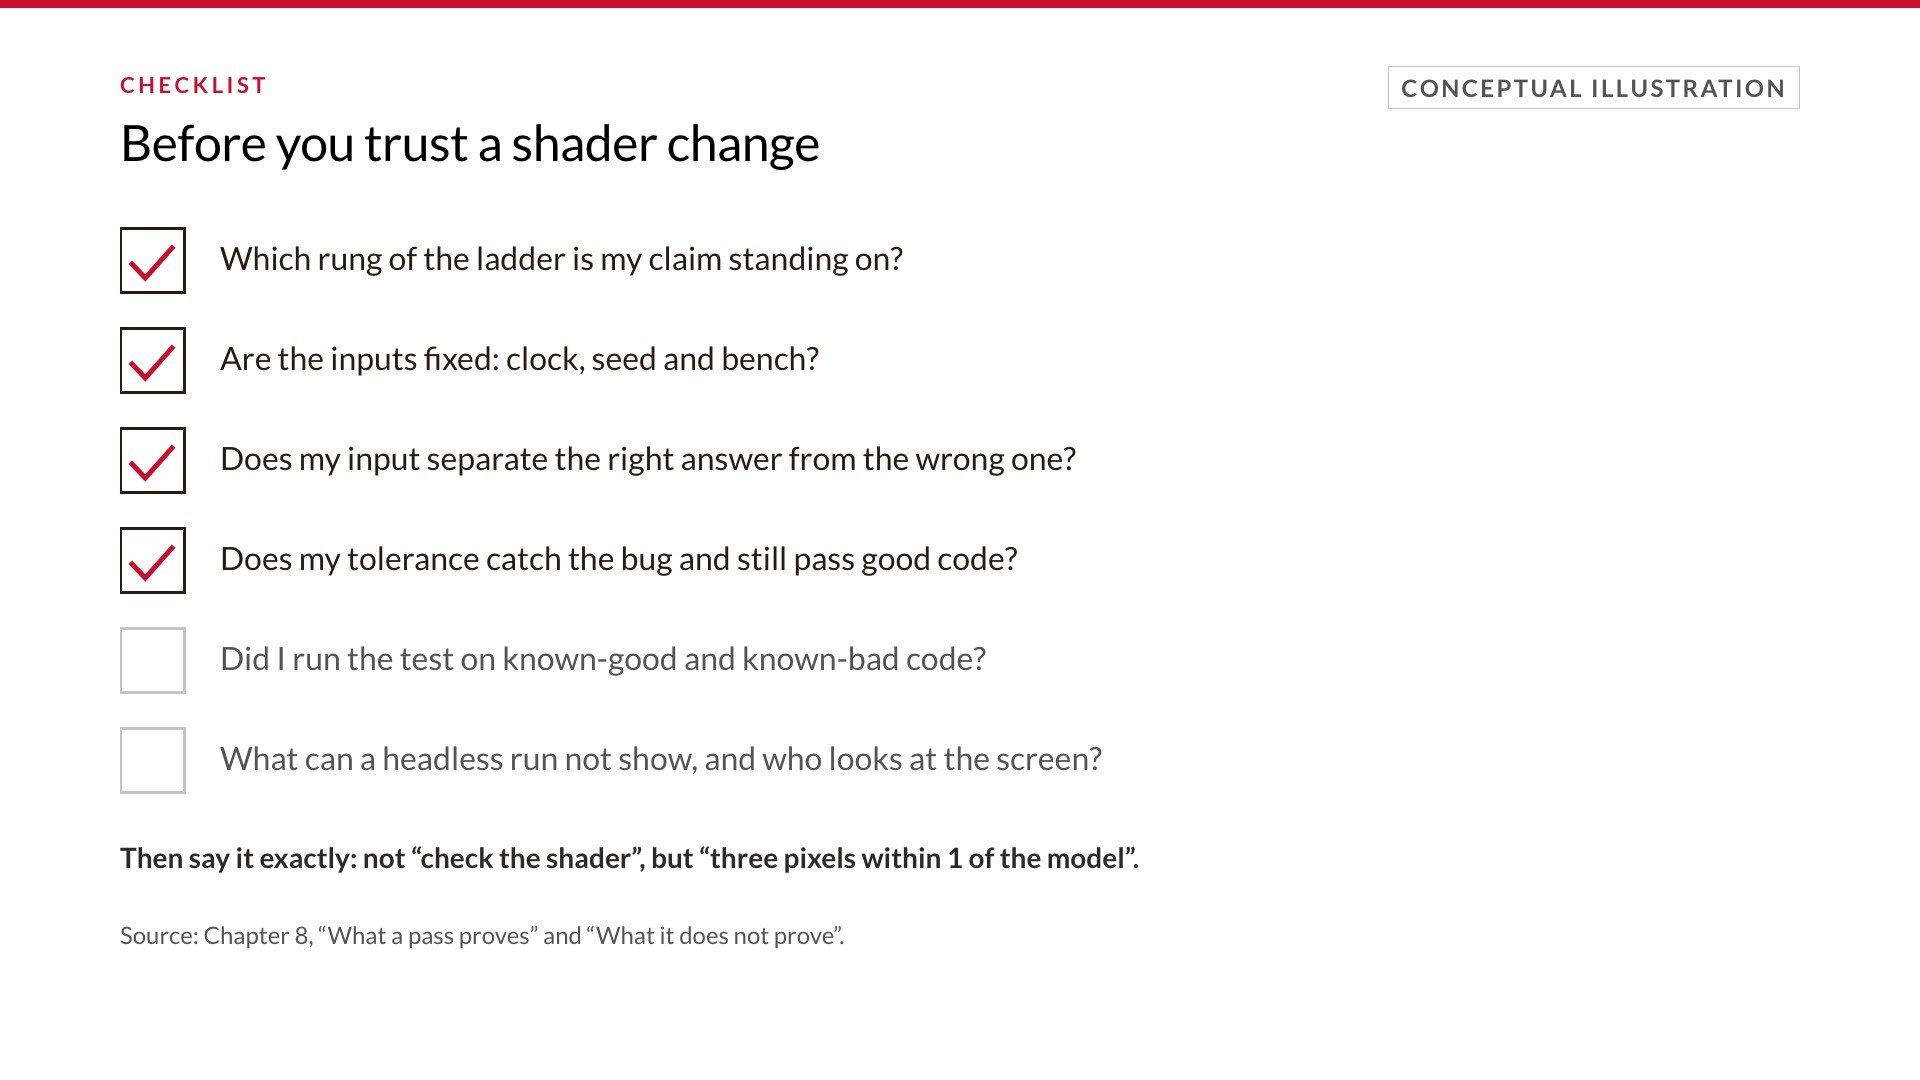 CHECKLIST
CONCEPTUAL ILLUSTRATION
Before you trust a shader change
Which rung of the ladder is my claim standing on?
Are the inputs fixed: clock, seed and bench?
Does my input separate the right answer from the wrong one?
Does my tolerance catch the bug and still pass good code?
Did I run the test on known-good and known-bad code?
What can a headless run not show, and who looks at the screen?
Then say it exactly: not “check the shader”, but “three pixels within 1 of the model”.
Source: Chapter 8, “What a pass proves” and “What it does not prove”.